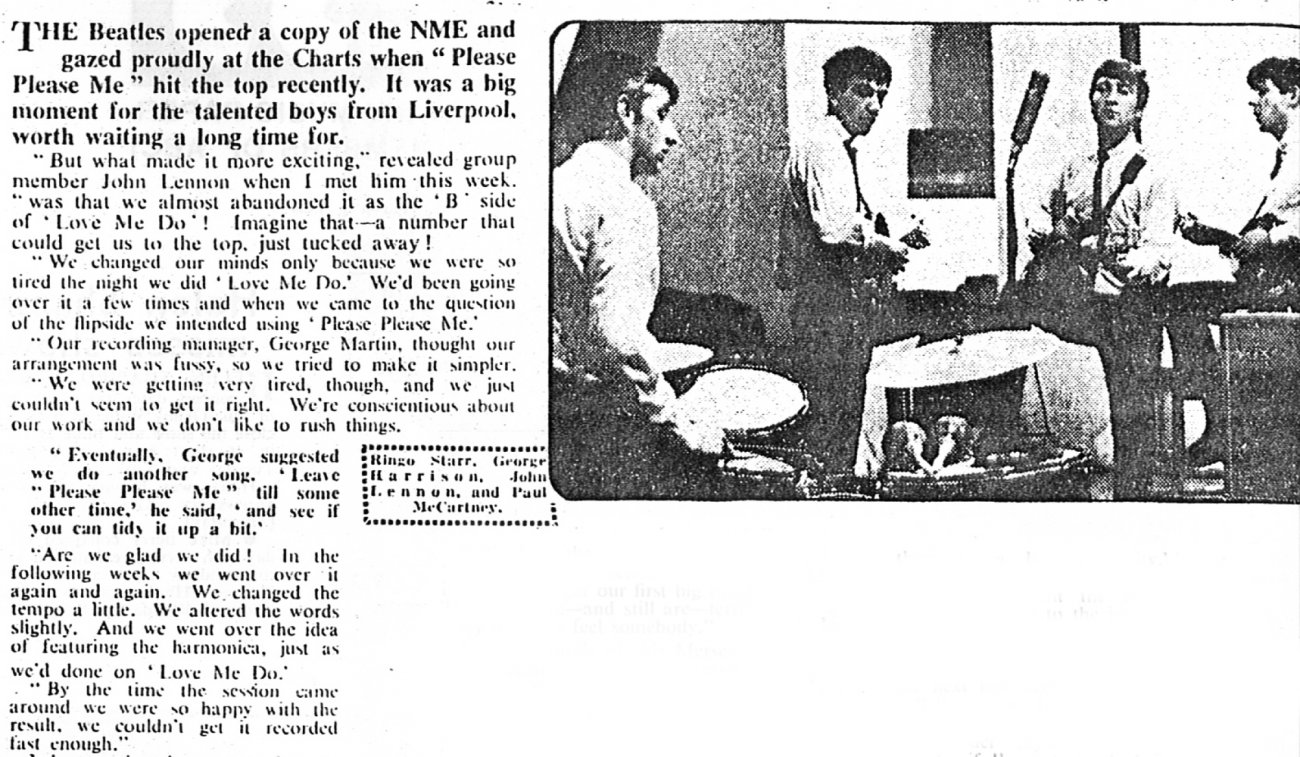 THE Beatles opened a copy of the NME and
gazed proudly at the Charts when “ Please
Please Me ” hit the top recently. It was a big
moment for the talented boys from Liverpool,
worth waiting a long time for.
“ But what made it more exciting,” revealed group
member John Lennon when I met him this week.
“ was that we almost abandoned it as the ‘ B ’ side
of ‘ Love Me Do ’ ! Imagine that—a number that
could get us to the top, just tucked away !
“ We changed our minds only because we were so
tired the night we did ‘ Love Me Do.’ We’d been going
over it a few times and when we came to the question
of the flipside we intended using ‘ Please Please Me.’
“ Our recording manager, George Martin, thought our
arrangement was fussy, so we tried to make it simpler.
“ We were getting very tired, though, and we just
couldn’t seem to get it right. We’re conscientious about
our work and we don’t like to rush things.
“ Eventually, George suggested
we do another song. ‘ Leave
“ Please Please Me ” till some
other time,’ he said, ‘ and see if
you can tidy it up a bit.’
“Are we glad we did ! In the
following weeks we went over it
again and again. We changed the
tempo a little. We altered the words
slightly. And we went over the idea
of featuring the harmonica, just as
we’d done on ‘ Love Me Do.’
“ By the time the session came
around we were so happy with the
result, we couldn’t get it recorded
fast enough.”
Ringo Starr, George
Harrison, John
Lennon, and Paul
McCartney.
our first big
—and still are—
somebody.”